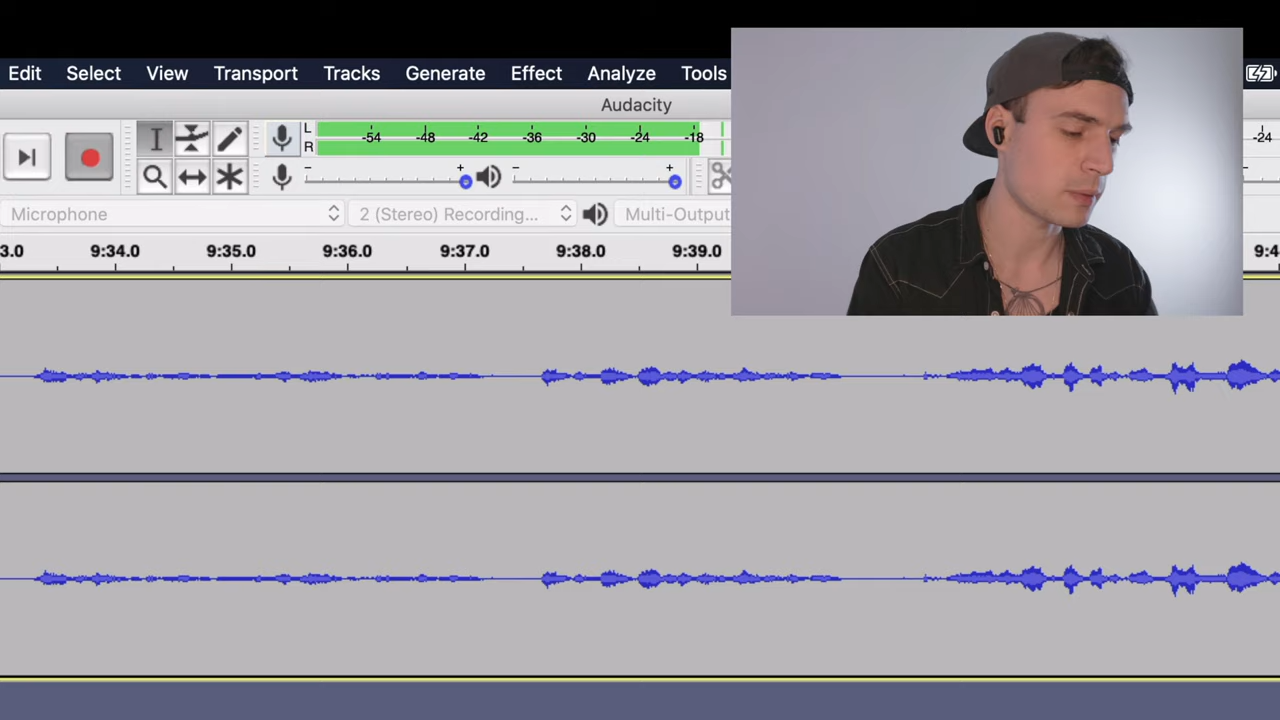 Edit Select View Transport Tracks Generate Effect Analyze Tools
Audacity
L -54 -48 -42 -36 -30 -24 -18 -24
R
- + - +
Microphone 2 (Stereo) Recording... Multi-Output
3.0 9:34.0 9:35.0 9:36.0 9:37.0 9:38.0 9:39.0 9:4